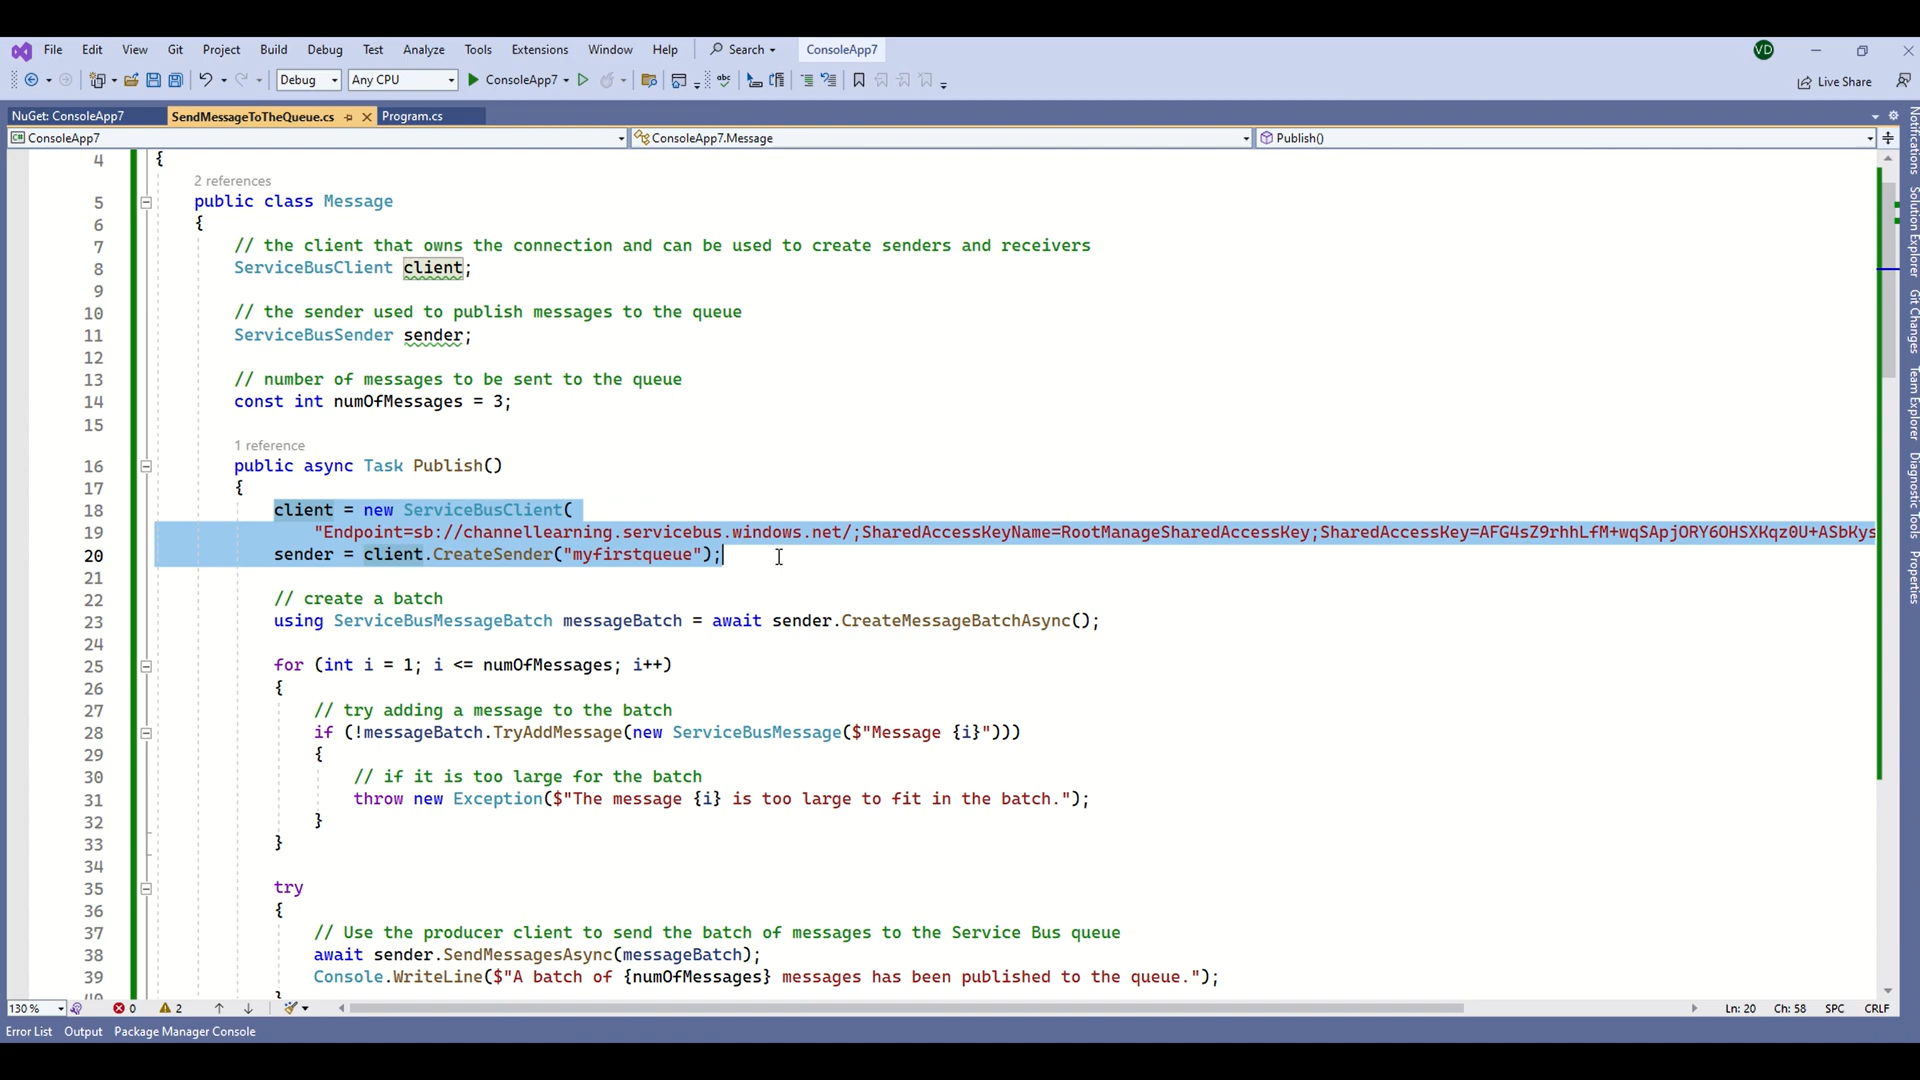 File Edit View Git Project Build Debug Test Analyze Tools Extensions Window Help Search ConsoleApp7 VD
Debug Any CPU ConsoleApp7 Live Share
NuGet: ConsoleApp7 SendMessageToTheQueue.cs Program.cs
ConsoleApp7 ConsoleApp7.Message Publish()
4 {
2 references
5 public class Message
6 {
7 // the client that owns the connection and can be used to create senders and receivers
8 ServiceBusClient client;
9
10 // the sender used to publish messages to the queue
11 ServiceBusSender sender;
12
13 // number of messages to be sent to the queue
14 const int numOfMessages = 3;
15
1 reference
16 public async Task Publish()
17 {
18 client = new ServiceBusClient(
19 "Endpoint=sb://channellearning.servicebus.windows.net/;SharedAccessKeyName=RootManageSharedAccessKey;SharedAccessKey=AFG4sZ9rhhLfM+wqSApjORY6OHSXKqz0U+ASbKys
20 sender = client.CreateSender("myfirstqueue");
21
22 // create a batch
23 using ServiceBusMessageBatch messageBatch = await sender.CreateMessageBatchAsync();
24
25 for (int i = 1; i <= numOfMessages; i++)
26 {
27 // try adding a message to the batch
28 if (!messageBatch.TryAddMessage(new ServiceBusMessage($"Message {i}")))
29 {
30 // if it is too large for the batch
31 throw new Exception($"The message {i} is too large to fit in the batch.");
32 }
33 }
34
35 try
36 {
37 // Use the producer client to send the batch of messages to the Service Bus queue
38 await sender.SendMessagesAsync(messageBatch);
39 Console.WriteLine($"A batch of {numOfMessages} messages has been published to the queue.");
40 }
130 % 0 2 Ln: 20 Ch: 58 SPC CRLF
Error List Output Package Manager Console
Notifications
Solution Explorer
Git Changes
Team Explorer
Diagnostic Tools
Properties